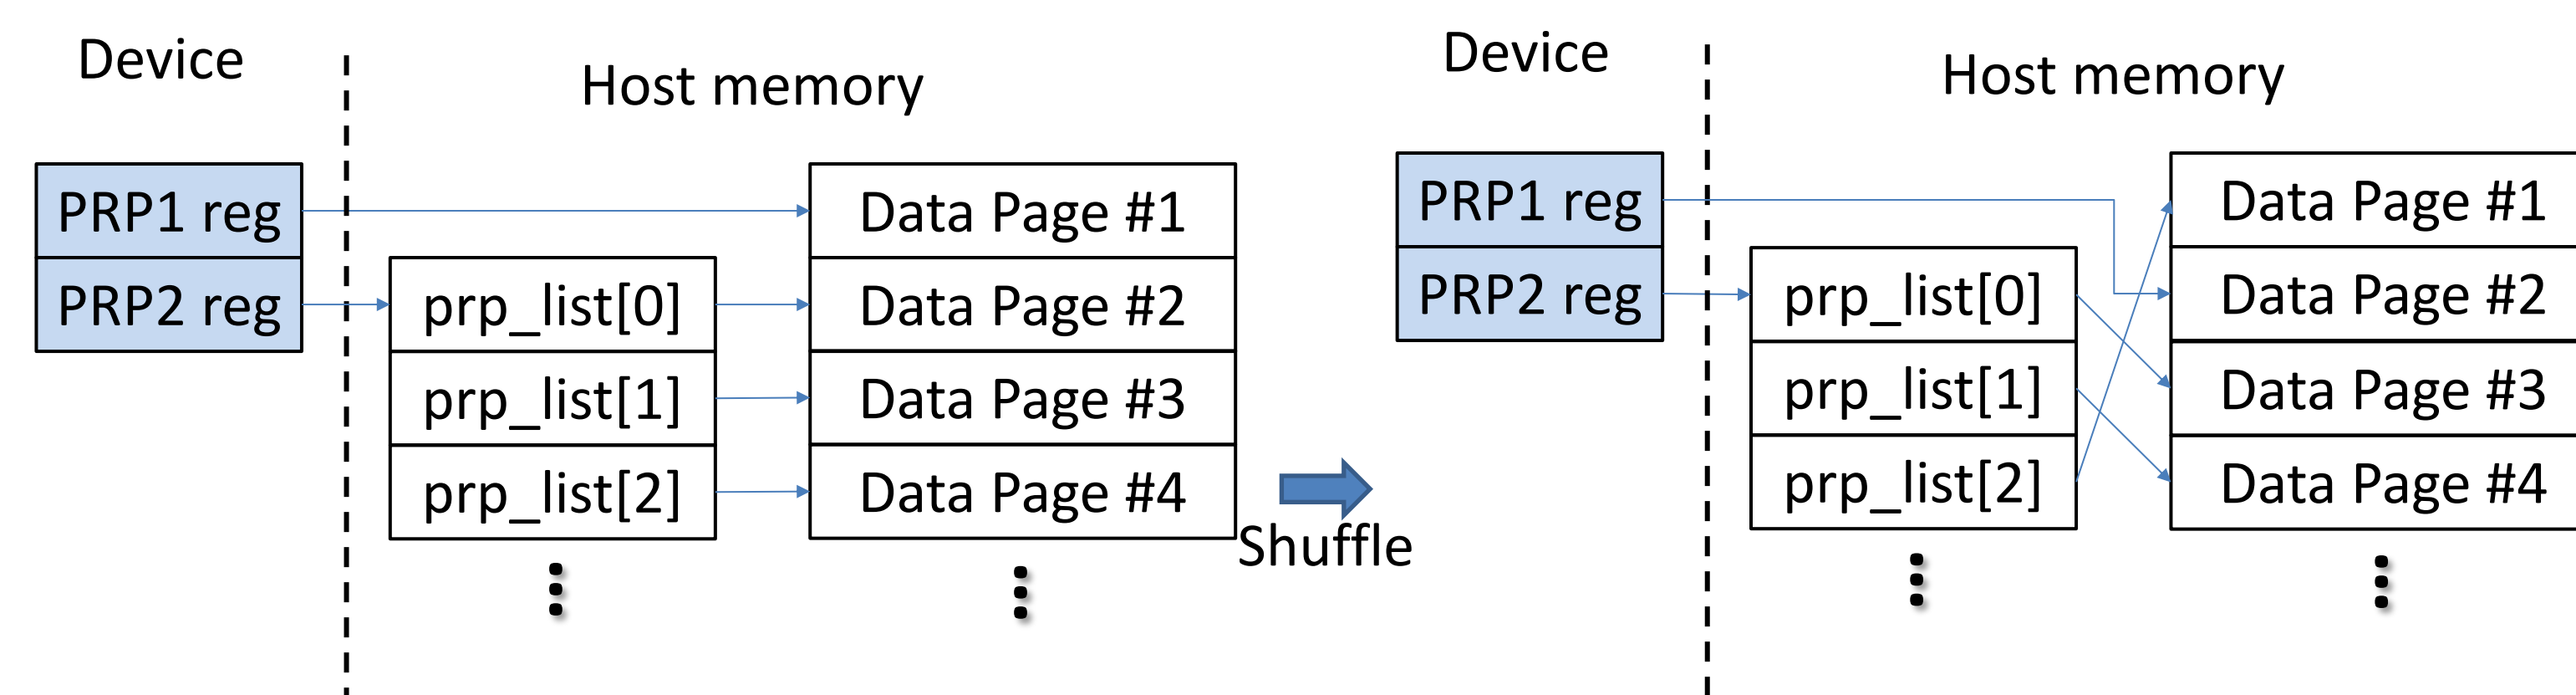 Device
Host memory
PRP1 reg
PRP2 reg
prp_list[0]
prp_list[1]
prp_list[2]
Data Page #1
Data Page #2
Data Page #3
Data Page #4
Shuffle
Device
Host memory
PRP1 reg
PRP2 reg
prp_list[0]
prp_list[1]
prp_list[2]
Data Page #1
Data Page #2
Data Page #3
Data Page #4